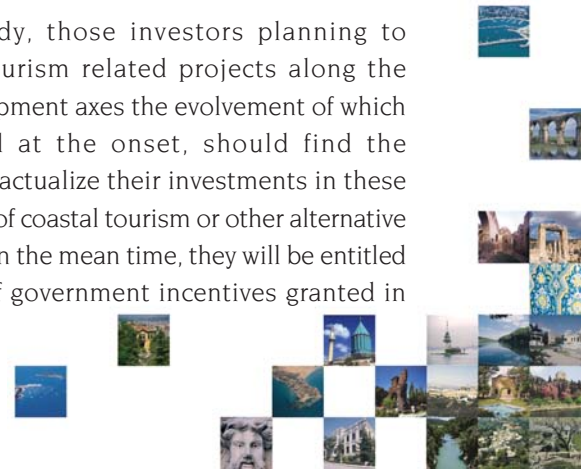 dy, those investors planning to
urism related projects along the
pment axes the evolvement of which
at the onset, should find the
actualize their investments in these
of coastal tourism or other alternative
n the mean time, they will be entitled
f government incentives granted in